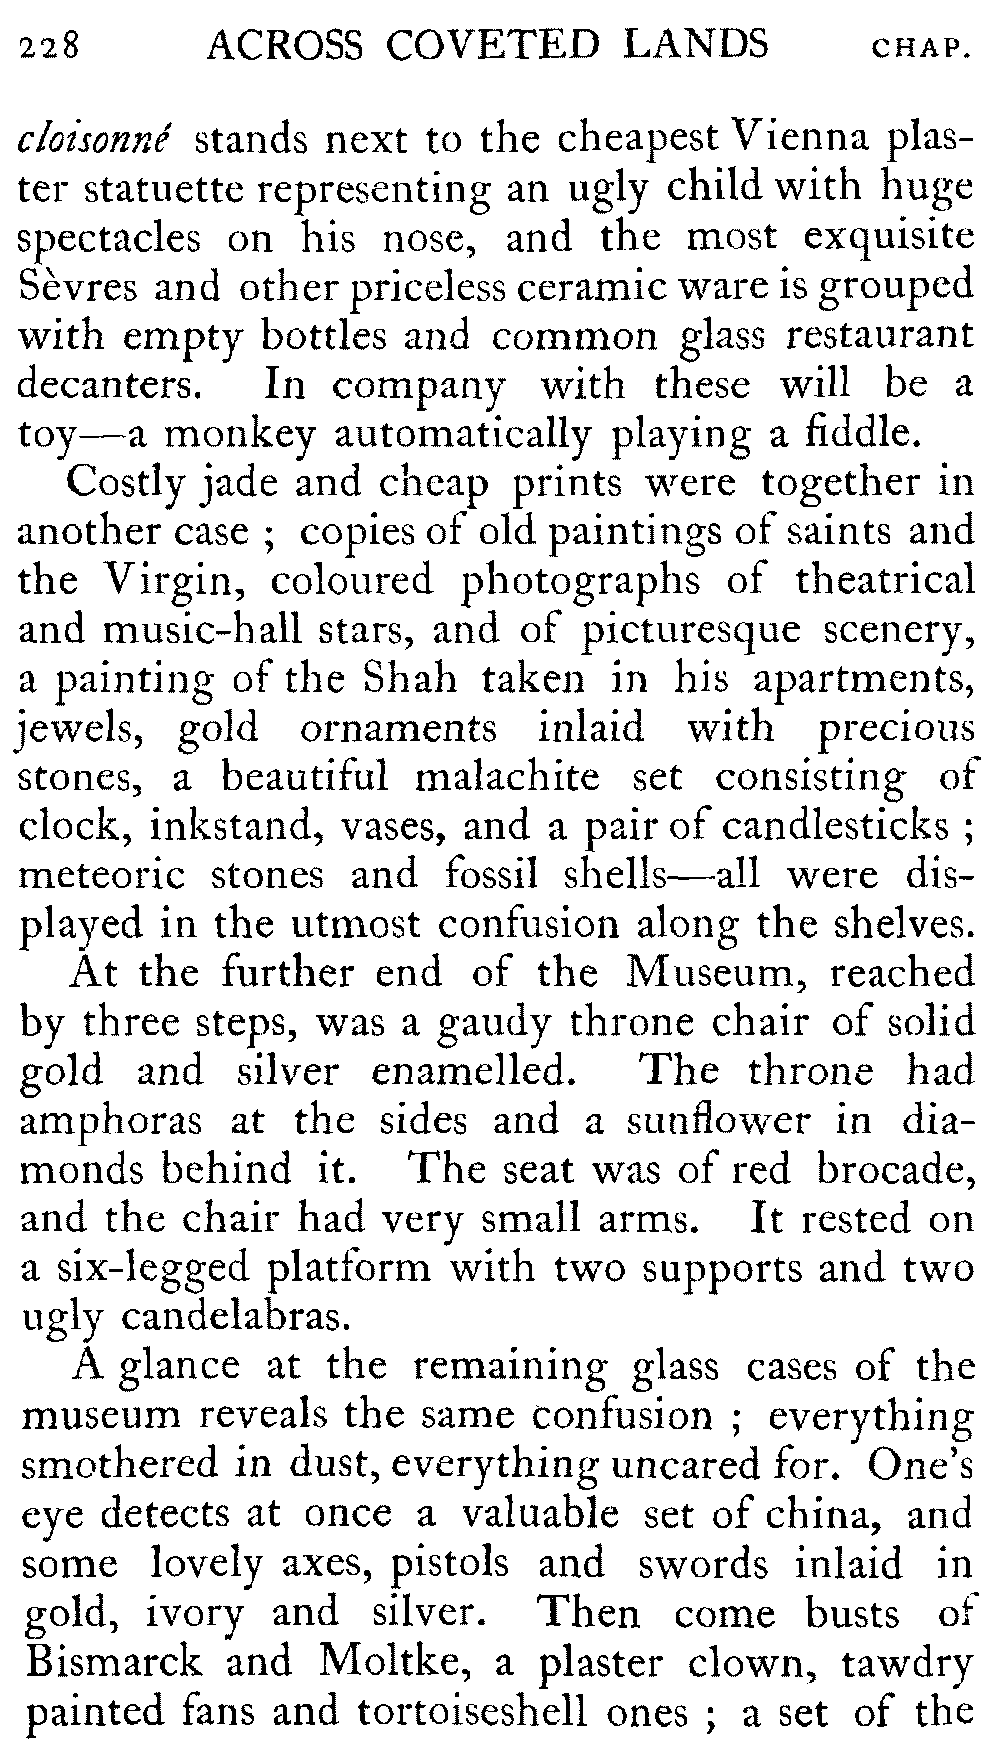 228 ACROSS COVETED LANDS CHAP.
cloisonné stands next to the cheapest Vienna plas-
ter statuette representing an ugly child with huge
spectacles on his nose, and the most exquisite
Sèvres and other priceless ceramic ware is grouped
with empty bottles and common glass restaurant
decanters. In company with these will be a
toy—a monkey automatically playing a fiddle.
Costly jade and cheap prints were together in
another case ; copies of old paintings of saints and
the Virgin, coloured photographs of theatrical
and music-hall stars, and of picturesque scenery,
a painting of the Shah taken in his apartments,
jewels, gold ornaments inlaid with precious
stones, a beautiful malachite set consisting of
clock, inkstand, vases, and a pair of candlesticks ;
meteoric stones and fossil shells—all were dis-
played in the utmost confusion along the shelves.
At the further end of the Museum, reached
by three steps, was a gaudy throne chair of solid
gold and silver enamelled. The throne had
amphoras at the sides and a sunflower in dia-
monds behind it. The seat was of red brocade,
and the chair had very small arms. It rested on
a six-legged platform with two supports and two
ugly candelabras.
A glance at the remaining glass cases of the
museum reveals the same confusion ; everything
smothered in dust, everything uncared for. One's
eye detects at once a valuable set of china, and
some lovely axes, pistols and swords inlaid in
gold, ivory and silver. Then come busts of
Bismarck and Moltke, a plaster clown, tawdry
painted fans and tortoiseshell ones ; a set of the